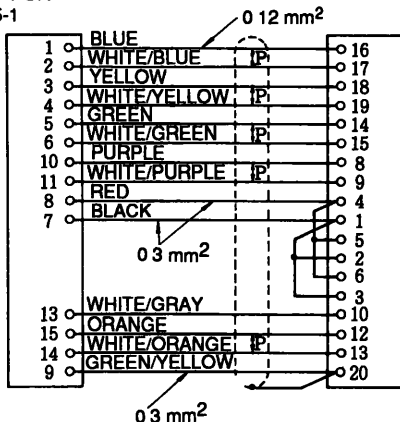 6-1
0 12 mm²
1 BLUE 16
2 WHITE/BLUE P 17
3 YELLOW 18
4 WHITE/YELLOW P 19
5 GREEN 14
6 WHITE/GREEN P 15
10 PURPLE 8
11 WHITE/PURPLE P 9
8 RED 4
7 BLACK 1
5
0 3 mm²
2
6
3
13 WHITE/GRAY 10
15 ORANGE 12
14 WHITE/ORANGE P 13
9 GREEN/YELLOW 20
0 3 mm²